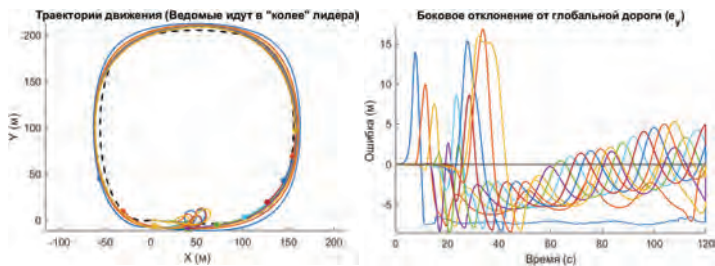 Траектории движения (Ведомые идут в "колее" лидера)
200
150
100
50
0
-100 -50 0 50 100 150 200
Y (м)
X (м)
Боковое отклонение от глобальной дороги (e_y)
15
10
5
0
-5
0 20 40 60 80 100 120
Ошибка (м)
Время (с)